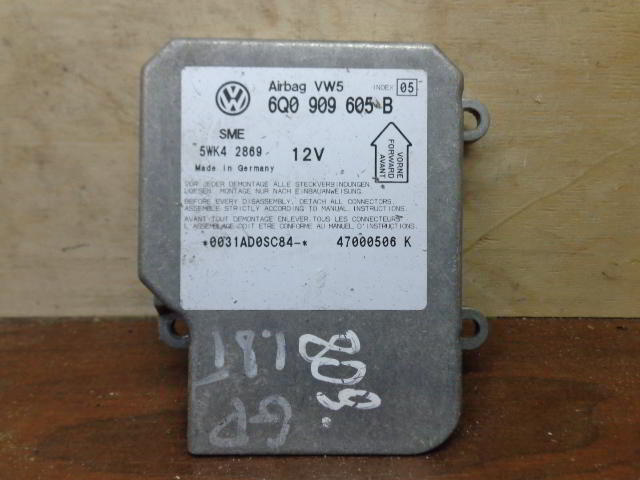 Airbag VW5 INDEX 05
6Q0 909 605 B
SME
5WK4 2869 12V
Made in Germany
VORNE
FORWARD
AVANT
VOR JEDER DEMONTAGE ALLE STECKVERBINDUNGEN
LOESEN. MONTAGE NUR NACH EINBAUANWEISUNG.
BEFORE EVERY DISASSEMBLY, DETACH ALL CONNECTORS.
ASSEMBLE STRICTLY ACCORDING TO MANUAL INSTRUCTIONS.
AVANT TOUT DEMONTAGE ENLEVER TOUS LES CONNECTEURS.
L'ASSEMBLAGE DOIT ETRE CONFORME AU MANUEL D'INSTRUCTIONS.
*0031AD0SC84-* 47000506 K
1.8T